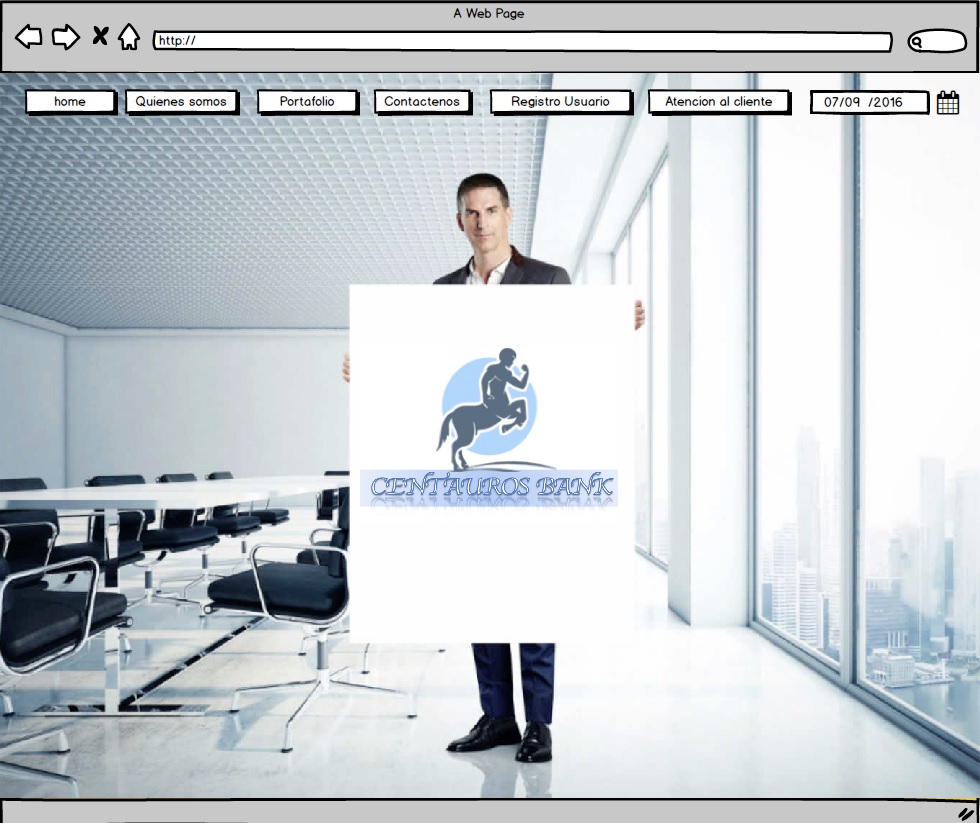 A Web Page
http://
home
Quienes somos
Portafolio
Contactenos
Registro Usuario
Atencion al cliente
07/09 /2016
CENTAUROS BANK